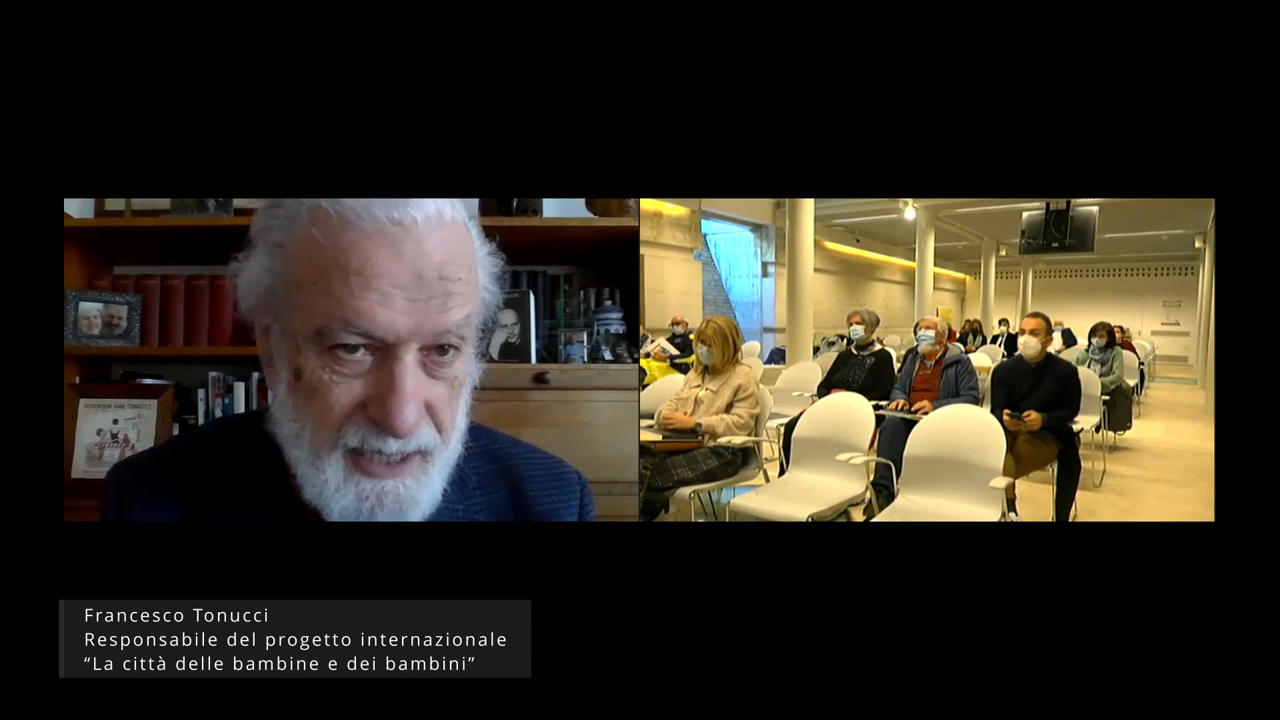 Francesco Tonucci
Responsabile del progetto internazionale
“La città delle bambine e dei bambini”